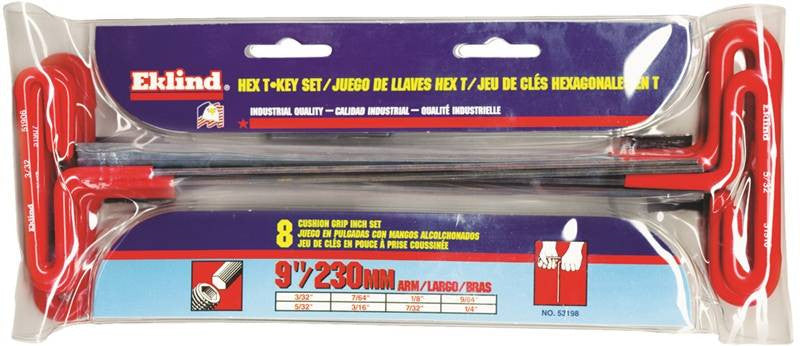 Eklind®
HEX T•KEY SET/JUEGO DE LLAVES HEX T/JEU DE CLÉS HEXAGONALES EN T
INDUSTRIAL QUALITY — CALIDAD INDUSTRIAL — QUALITÉ INDUSTRIELLE
51906
3/32
Eklind
Eklind
5/32
51910
8 CUSHION GRIP INCH SET
JUEGO EN PULGADAS CON MANGOS ALCOLCHONADOS
JEU DE CLÉS EN POUCE À PRISE COUSSINÉE
9"/230MM ARM/LARGO/BRAS
3/32" 7/64" 1/8" 9/64"
5/32" 3/16" 7/32" 1/4"
NO. 52198